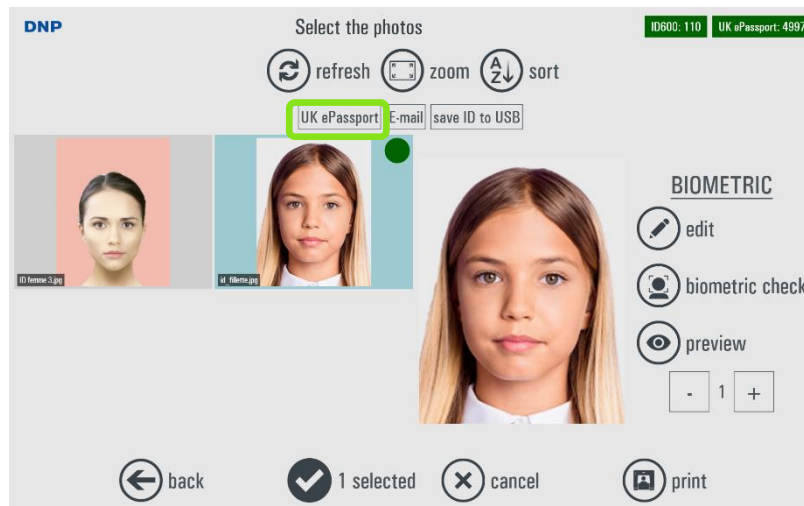 DNP
Select the photos
ID600: 110
UK ePassport: 4997
refresh
zoom
A
Z
sort
UK ePassport
E-mail
save ID to USB
ID femme 3.jpg
id_fillette.jpg
BIOMETRIC
edit
biometric check
preview
- 1 +
back
1 selected
cancel
print